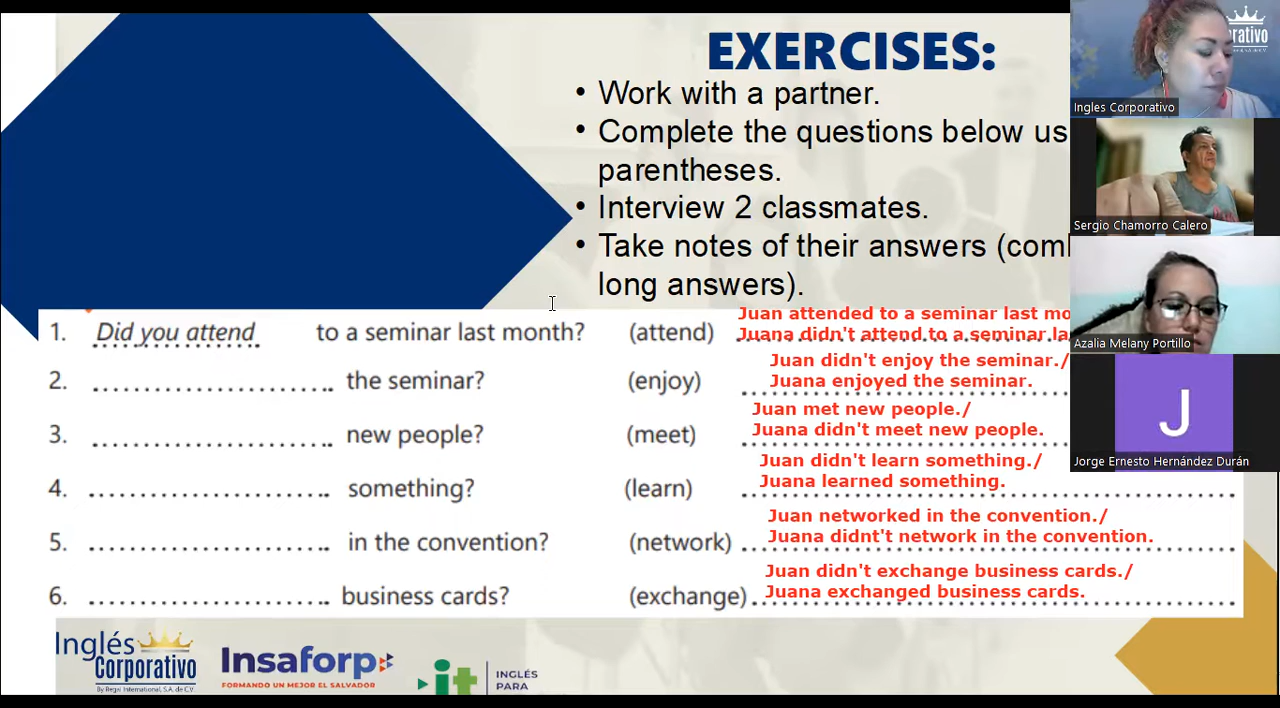 EXERCISES:
• Work with a partner.
• Complete the questions below us
parentheses.
• Interview 2 classmates.
• Take notes of their answers (com
long answers).
1. Did you attend to a seminar last month? (attend)
Juan attended to a seminar last mo
Juana didn't attend to a seminar la
2. the seminar? (enjoy)
Juan didn't enjoy the seminar./
Juana enjoyed the seminar.
3. new people? (meet)
Juan met new people./
Juana didn't meet new people.
4. something? (learn)
Juan didn't learn something./
Juana learned something.
5. in the convention? (network)
Juan networked in the convention./
Juana didnt't network in the convention.
6. business cards? (exchange)
Juan didn't exchange business cards./
Juana exchanged business cards.
Inglés
Corporativo
By Regal International, S.A. de C.V.
Insaforp
FORMANDO UN MEJOR EL SALVADOR
it
INGLÉS
PARA
rativo
Ingles Corporativo
Sergio Chamorro Calero
Azalia Melany Portillo
J
Jorge Ernesto Hernández Durán